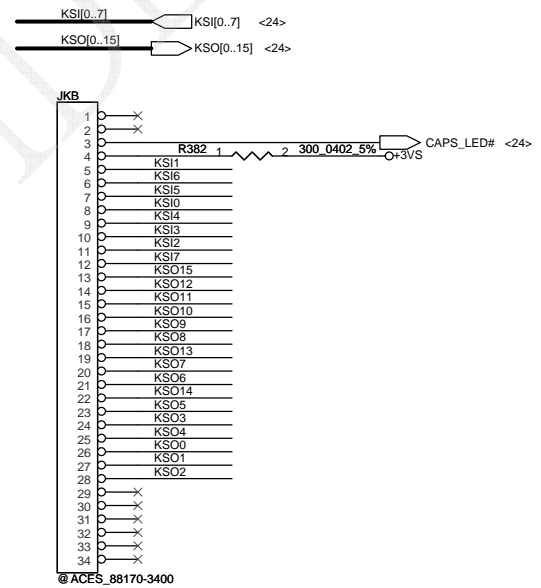 KSI[0..7] KSI[0..7] <24>
KSO[0..15] KSO[0..15] <24>
JKB
1
2
3 CAPS_LED# <24>
4 R382 1 2 300_0402_5% +3VS
5 KSI1
6 KSI6
7 KSI5
8 KSI0
9 KSI4
10 KSI3
11 KSI2
12 KSI7
13 KSO15
14 KSO12
15 KSO11
16 KSO10
17 KSO9
18 KSO8
19 KSO13
20 KSO7
21 KSO6
22 KSO14
23 KSO5
24 KSO3
25 KSO4
26 KSO0
27 KSO1
28 KSO2
29
30
31
32
33
34
@ ACES_88170-3400